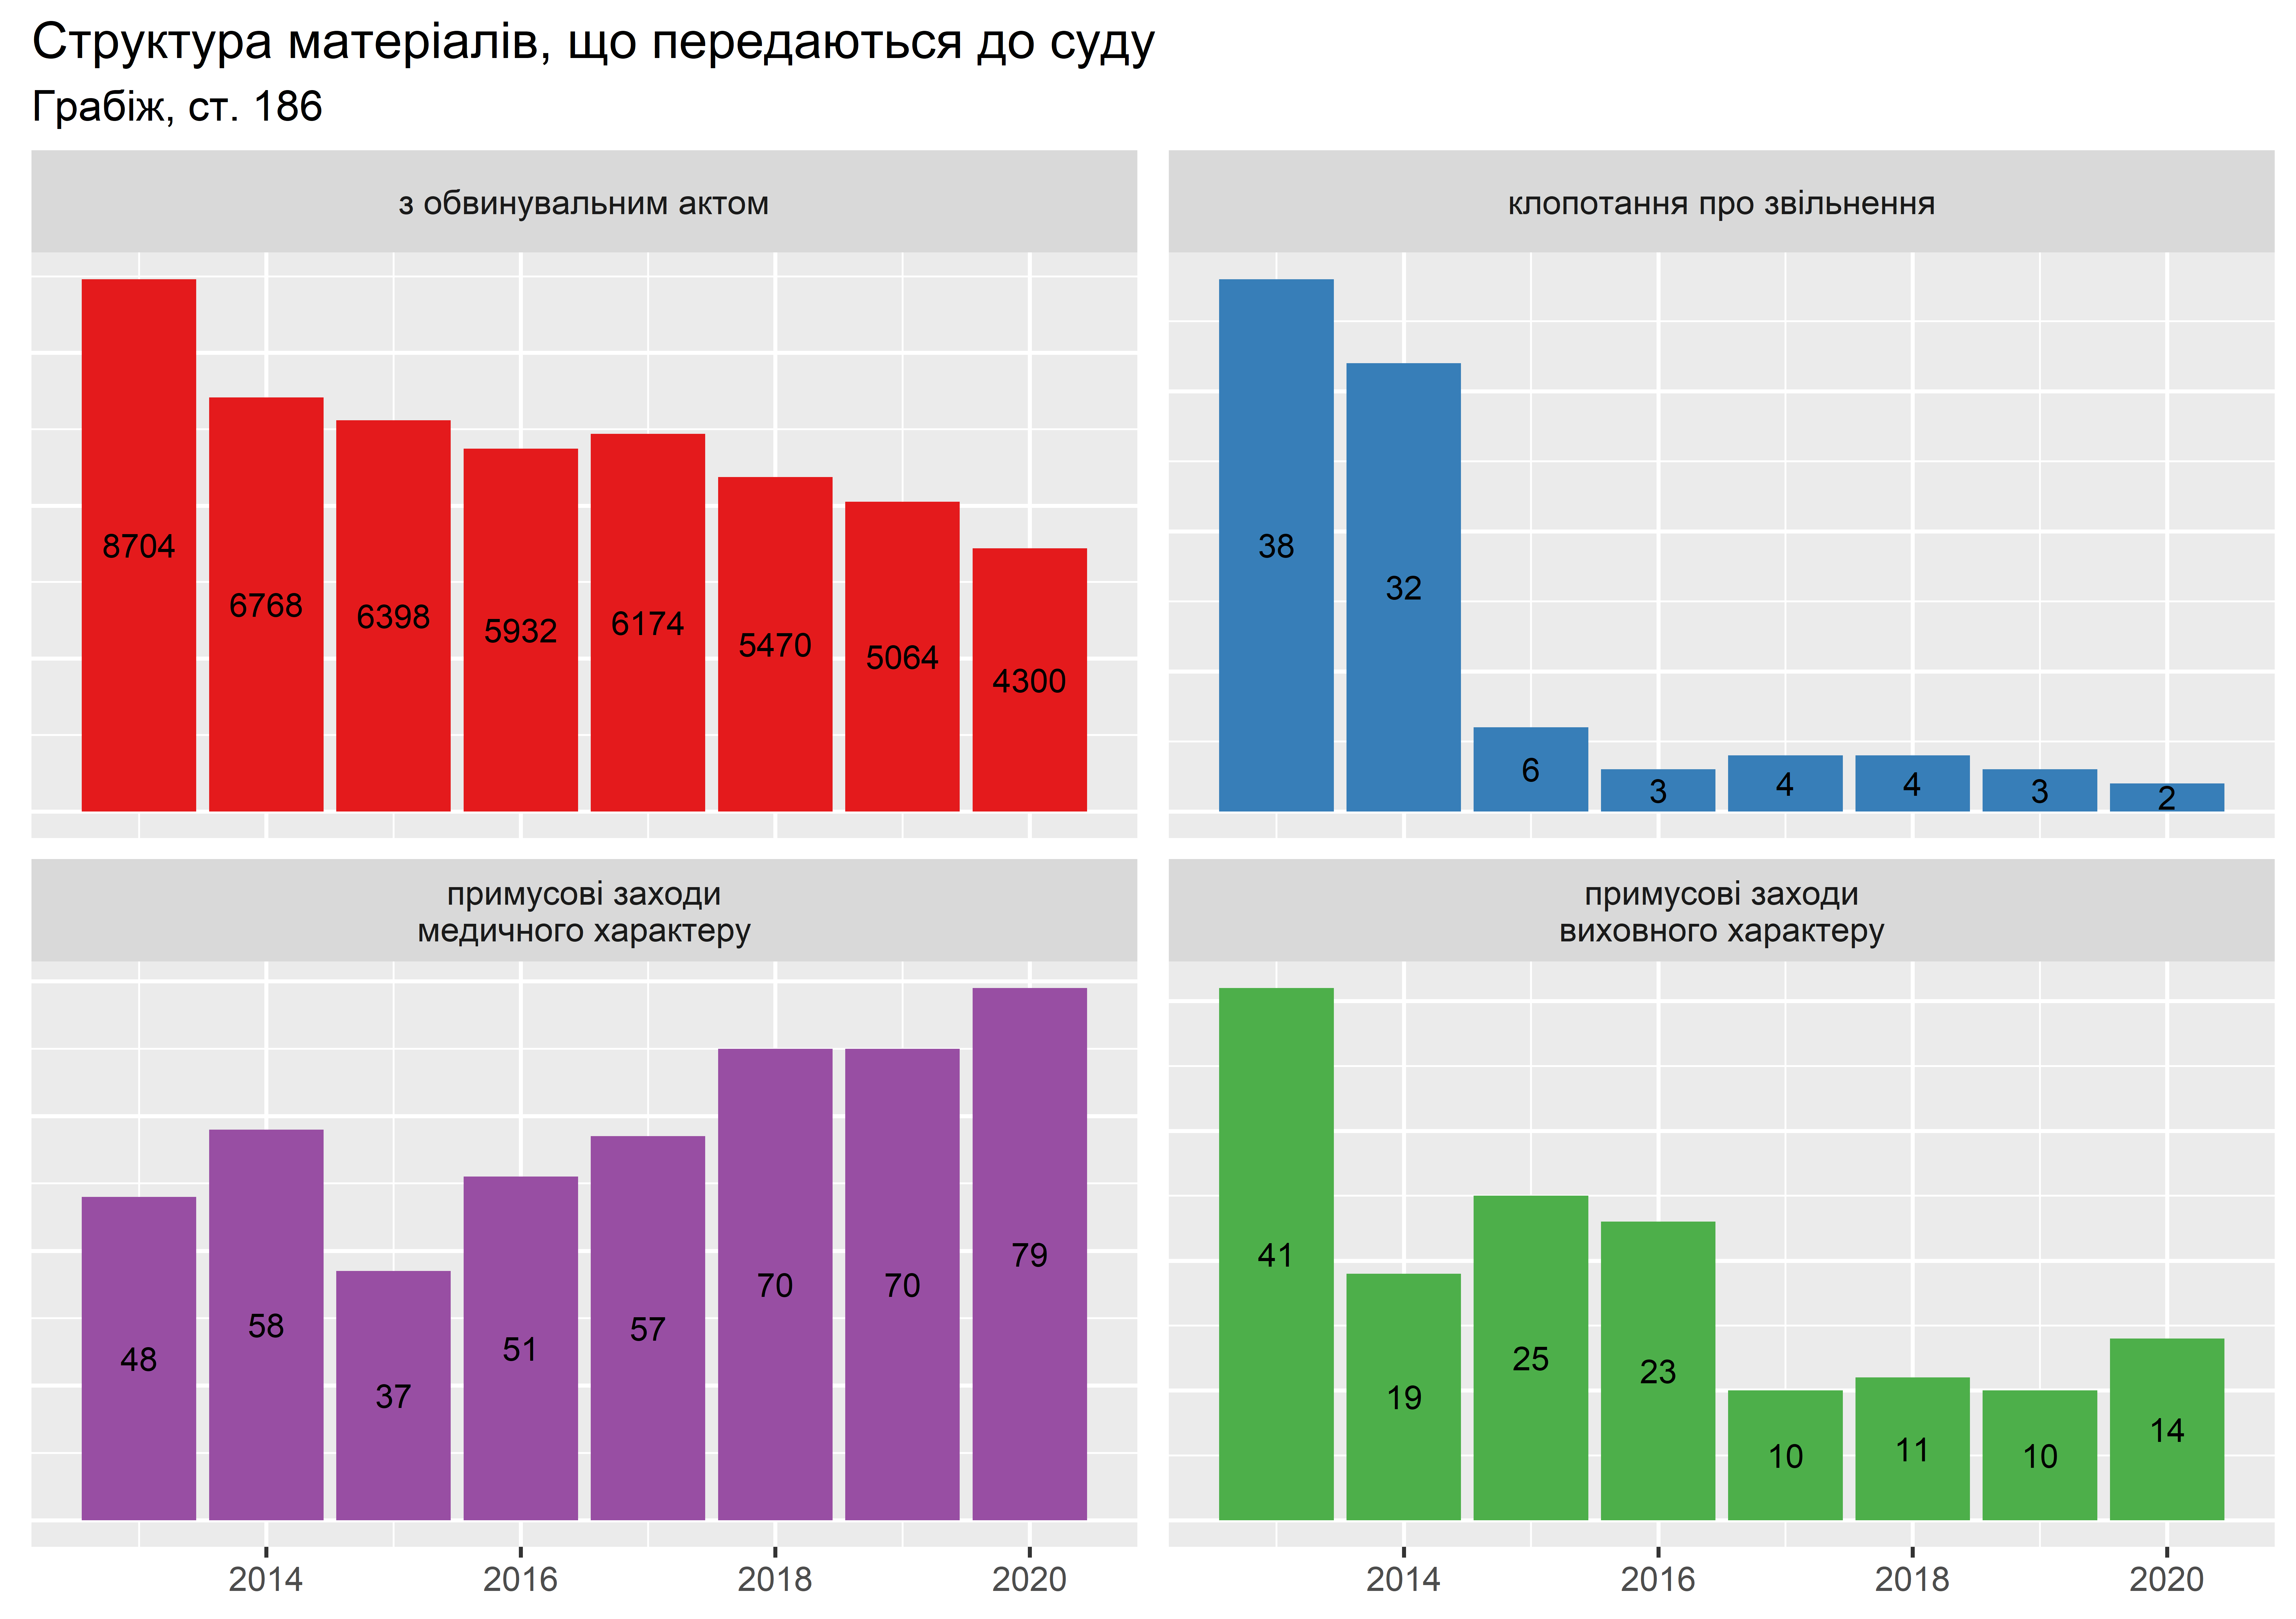 Структура матеріалів, що передаються до суду
Грабіж, ст. 186
з обвинувальним актом
8704 6768 6398 5932 6174 5470 5064 4300
клопотання про звільнення
38 32 6 3 4 4 3 2
примусові заходи
медичного характеру
48 58 37 51 57 70 70 79
2014 2016 2018 2020
примусові заходи
виховного характеру
41 19 25 23 10 11 10 14
2014 2016 2018 2020